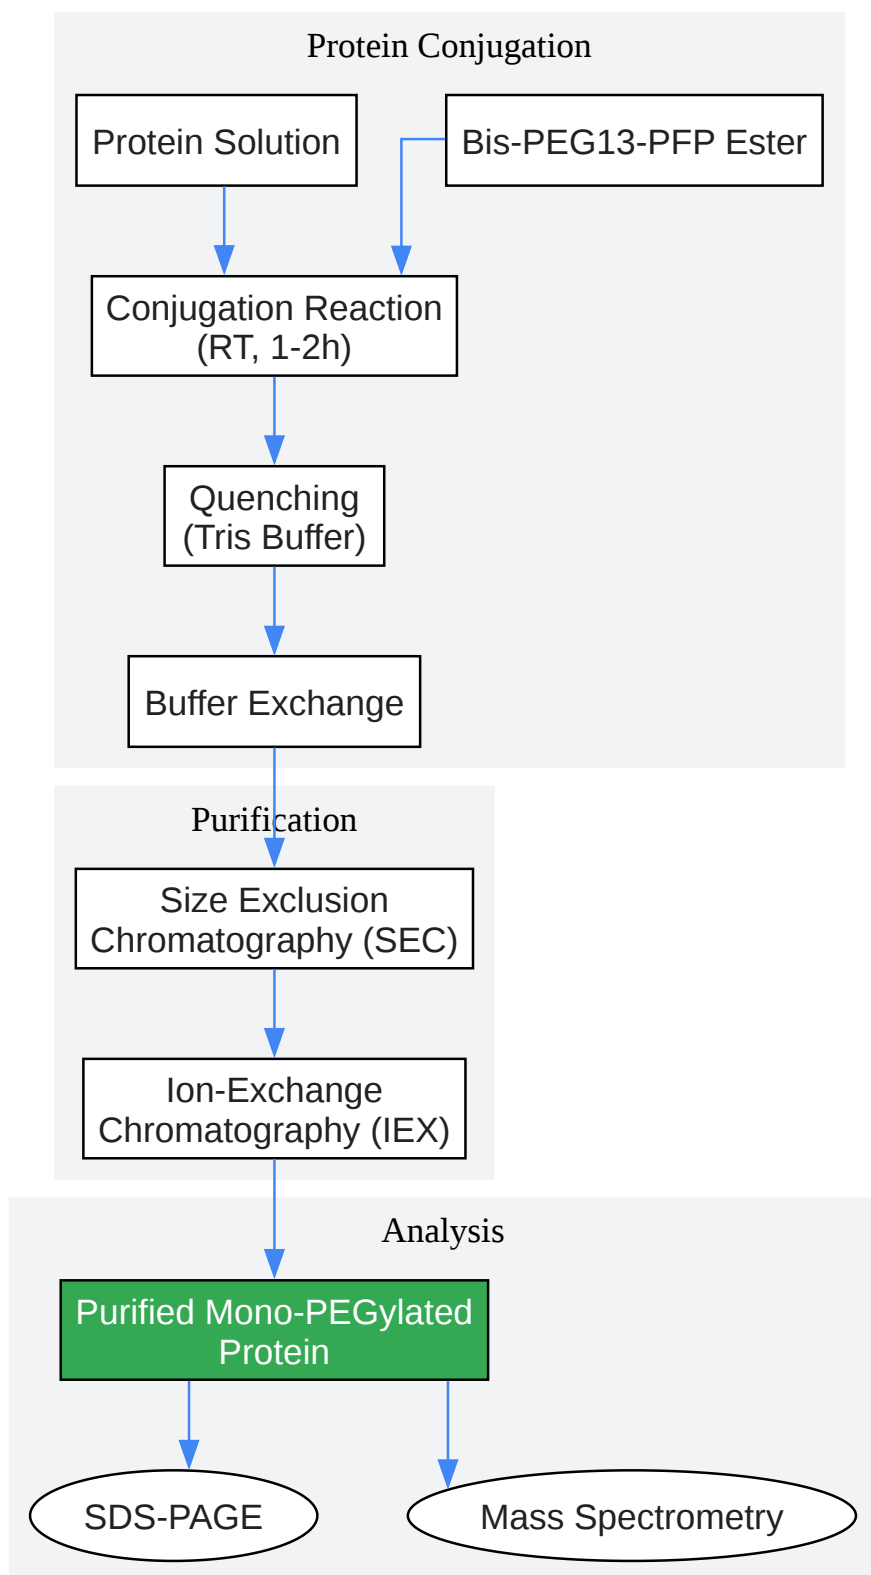 Protein Conjugation
Protein Solution
Bis-PEG13-PFP Ester
Conjugation Reaction
(RT, 1-2h)
Quenching
(Tris Buffer)
Buffer Exchange
Purification
Size Exclusion
Chromatography (SEC)
Ion-Exchange
Chromatography (IEX)
Analysis
Purified Mono-PEGylated
Protein
SDS-PAGE
Mass Spectrometry